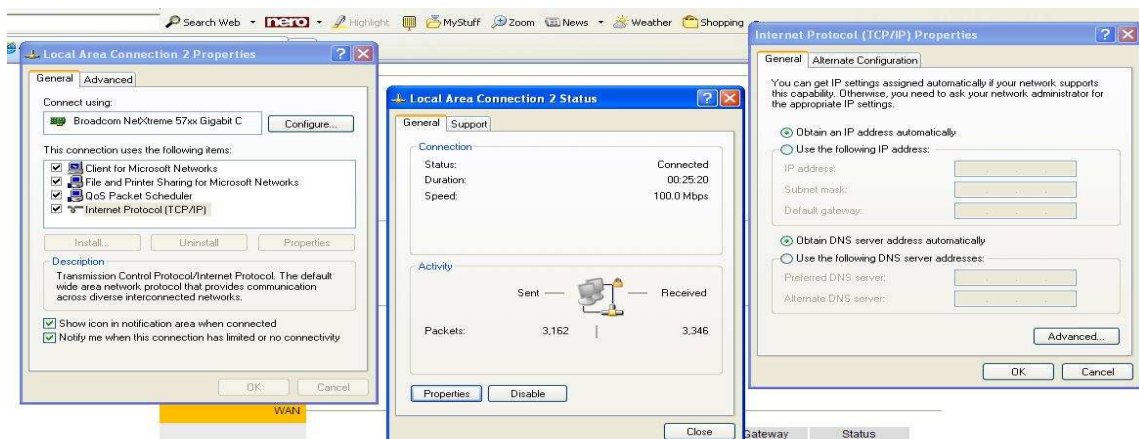 Search Web nero Highlight MyStuff Zoom News Weather Shopping
Local Area Connection 2 Properties
General Advanced
Connect using:
Broadcom NetXtreme 57xx Gigabit C Configure...
This connection uses the following items:
Client for Microsoft Networks
File and Printer Sharing for Microsoft Networks
QoS Packet Scheduler
Internet Protocol (TCP/IP)
Install... Uninstall Properties
Description
Transmission Control Protocol/Internet Protocol. The default
wide area network protocol that provides communication
across diverse interconnected networks.
Show icon in notification area when connected
Notify me when this connection has limited or no connectivity
OK Cancel
Local Area Connection 2 Status
General Support
Connection
Status: Connected
Duration: 00:25:20
Speed: 100.0 Mbps
Activity
Sent Received
Packets: 3,162 3,346
Properties Disable
Close
Internet Protocol (TCP/IP) Properties
General Alternate Configuration
You can get IP settings assigned automatically if your network supports
this capability. Otherwise, you need to ask your network administrator for
the appropriate IP settings.
Obtain an IP address automatically
Use the following IP address:
IP address:
Subnet mask:
Default gateway:
Obtain DNS server address automatically
Use the following DNS server addresses:
Preferred DNS server:
Alternate DNS server:
Advanced...
OK Cancel
WAN
Gateway Status